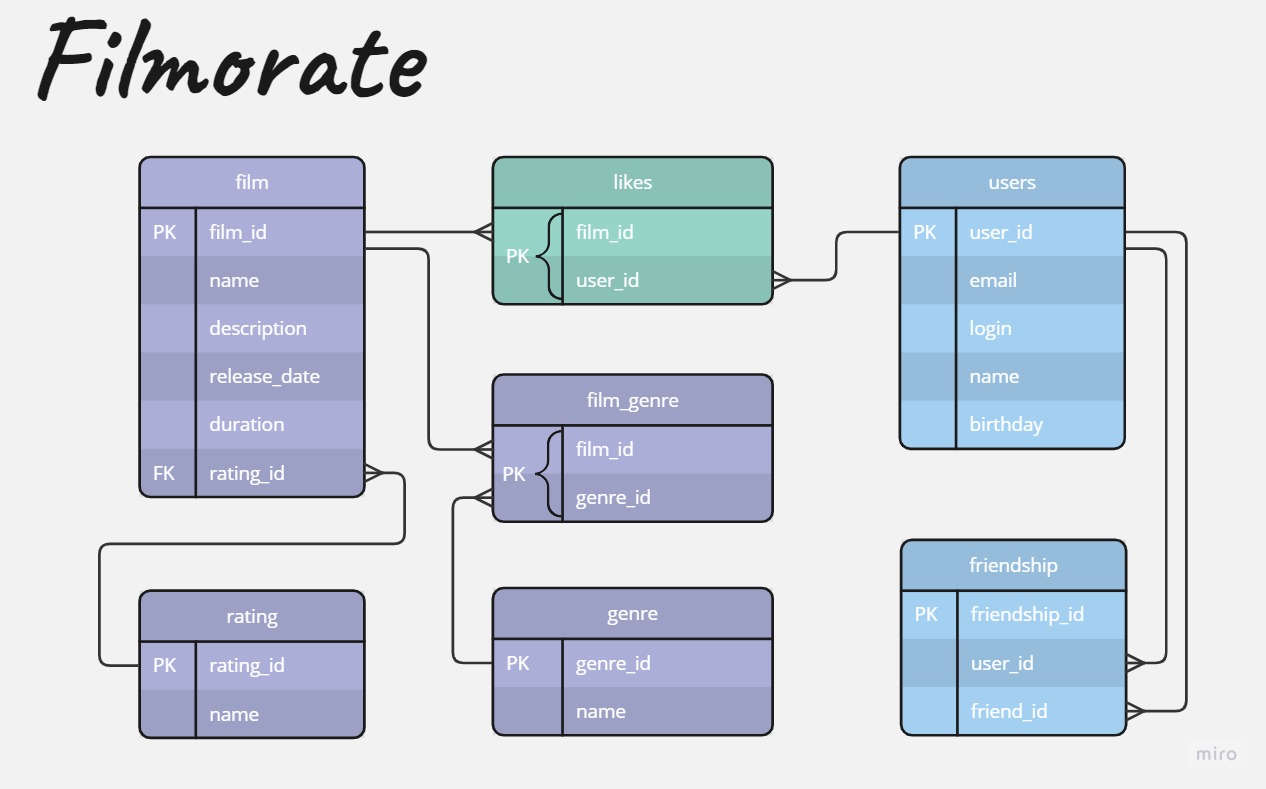 Filmorate
film
PK film_id
name
description
release_date
duration
FK rating_id
likes
PK
film_id
user_id
users
PK user_id
email
login
name
birthday
film_genre
PK
film_id
genre_id
rating
PK rating_id
name
genre
PK genre_id
name
friendship
PK friendship_id
user_id
friend_id
miro